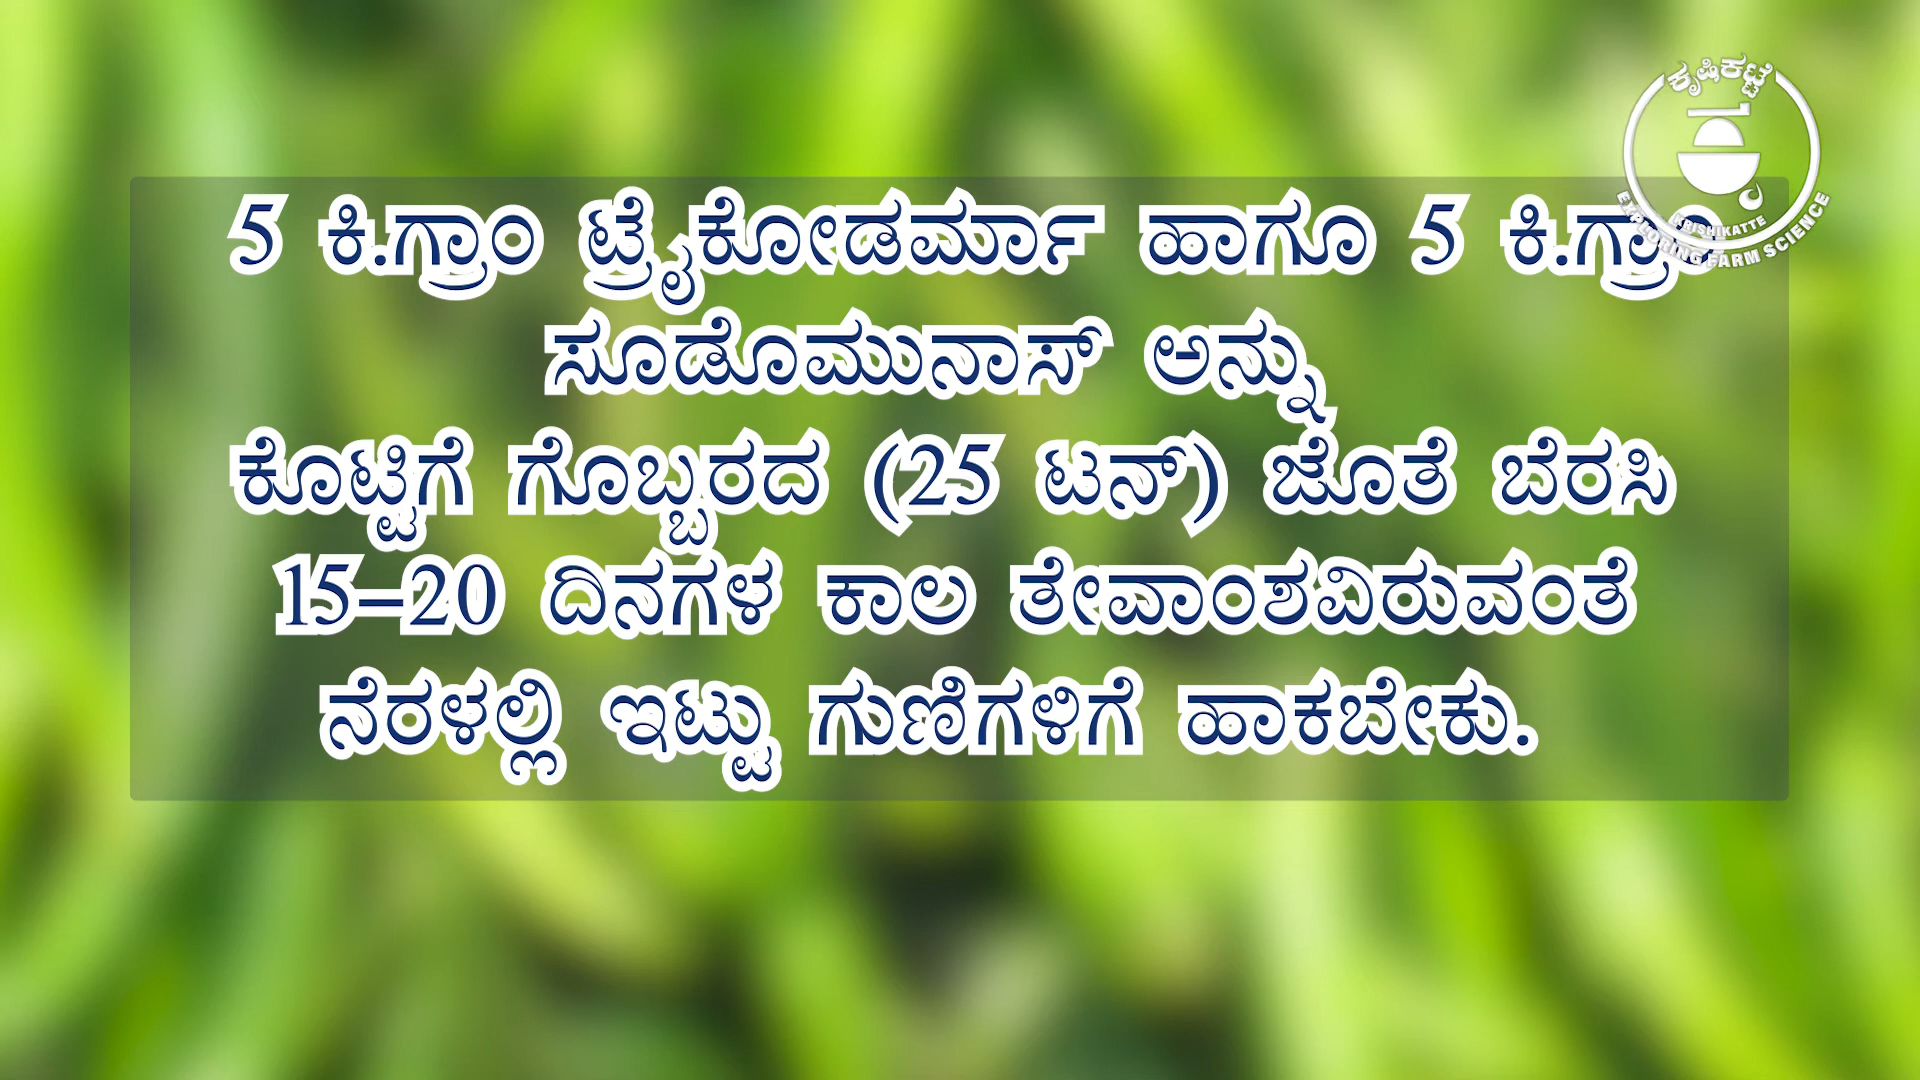 ಕೃಷಿಕಟ್ಟೆ
KRISHIKATTE
EXPLORING FARM SCIENCE
5 ಕಿ.ಗ್ರಾಂ ಟ್ರೈಕೋಡರ್ಮಾ ಹಾಗೂ 5 ಕಿ.ಗ್ರಾಂ
ಸೂಡೊಮುನಾಸ್ ಅನ್ನು
ಕೊಟ್ಟಿಗೆ ಗೊಬ್ಬರದ (25 ಟನ್) ಜೊತೆ ಬೆರಸಿ
15–20 ದಿನಗಳ ಕಾಲ ತೇವಾಂಶವಿರುವಂತೆ
ನೆರಳಲ್ಲಿ ಇಟ್ಟು ಗುಣಿಗಳಿಗೆ ಹಾಕಬೇಕು.